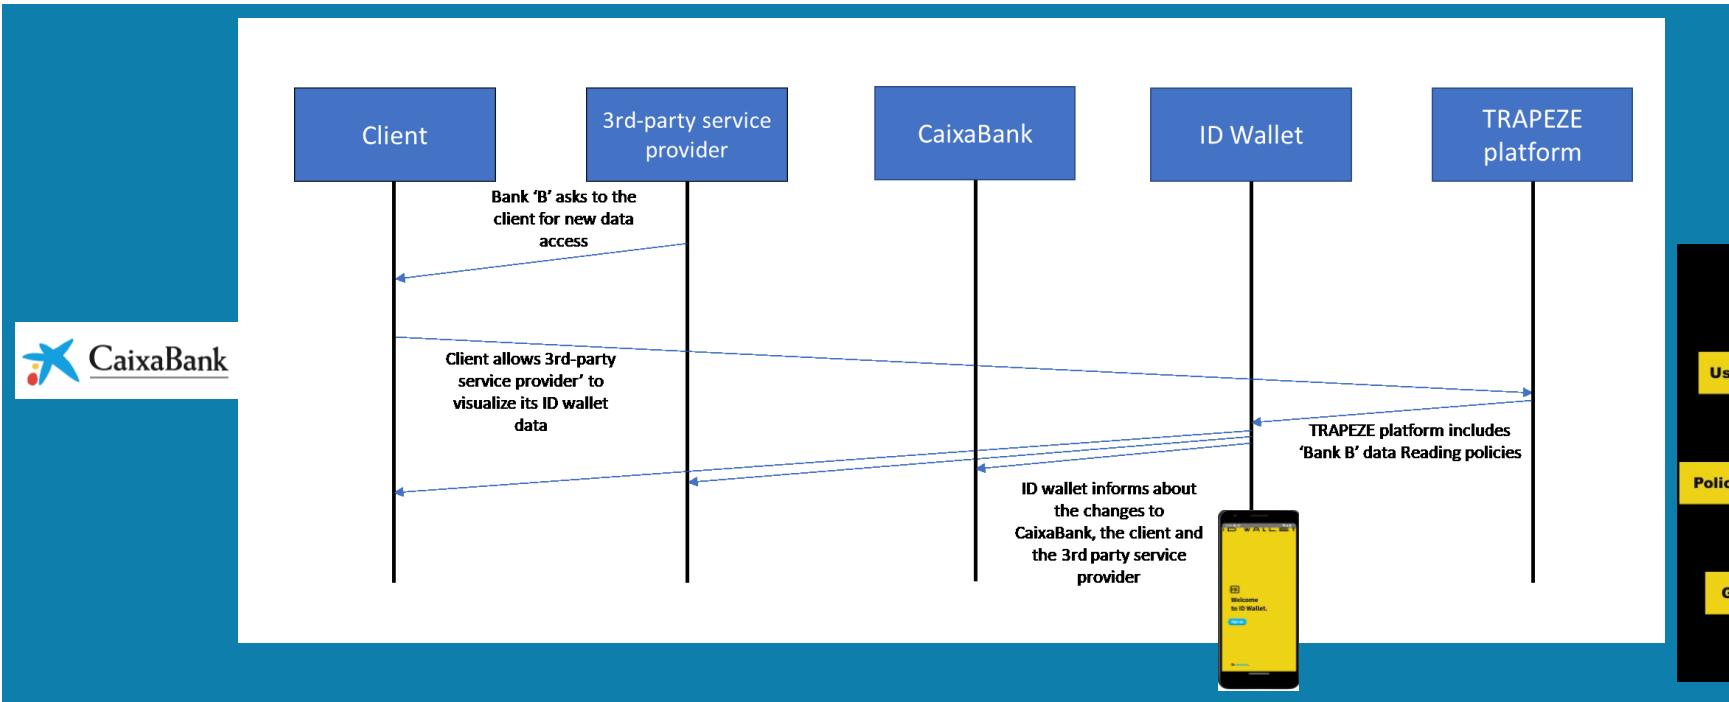 Client
3rd-party service
provider
CaixaBank
ID Wallet
TRAPEZE
platform
Bank ‘B’ asks to the
client for new data
access
CaixaBank
Client allows 3rd-party
service provider’ to
visualize its ID wallet
data
TRAPEZE platform includes
‘Bank B’ data Reading policies
ID wallet informs about
the changes to
CaixaBank, the client and
the 3rd party service
provider
ID WALLET
Welcome
to ID Wallet.
Us
Polic
G